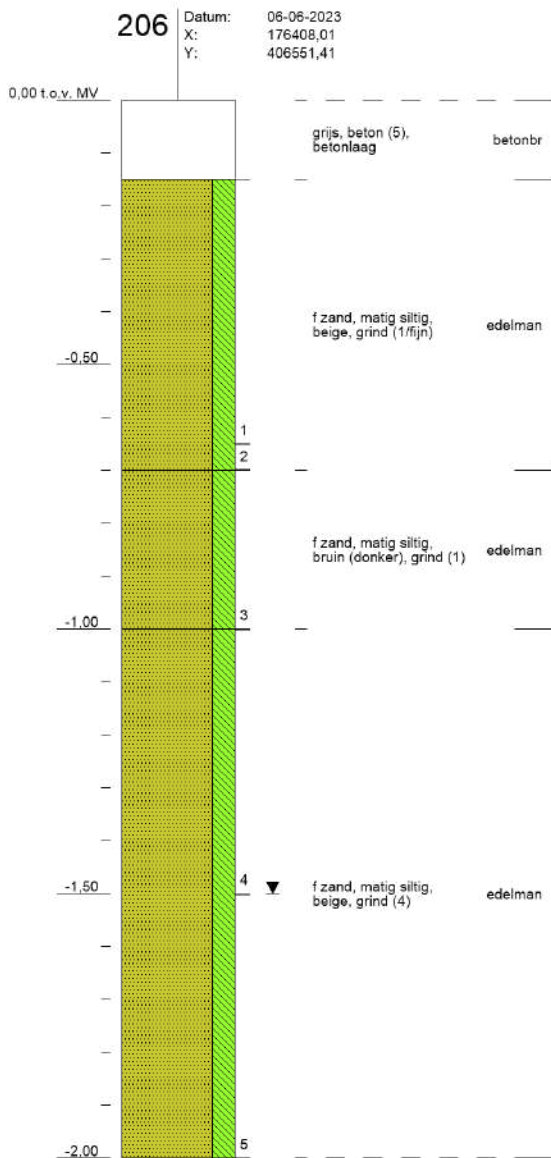 206
Datum: 06-06-2023
X: 176408,01
Y: 406551,41
0,00 t.o.v. MV
grijs, beton (5),
betonlaag
betonbr
f zand, matig siltig,
beige, grind (1/fijn)
edelman
-0,50
1
2
f zand, matig siltig,
bruin (donker), grind (1)
edelman
3
-1,00
4
-1,50
f zand, matig siltig,
beige, grind (4)
edelman
5
-2,00